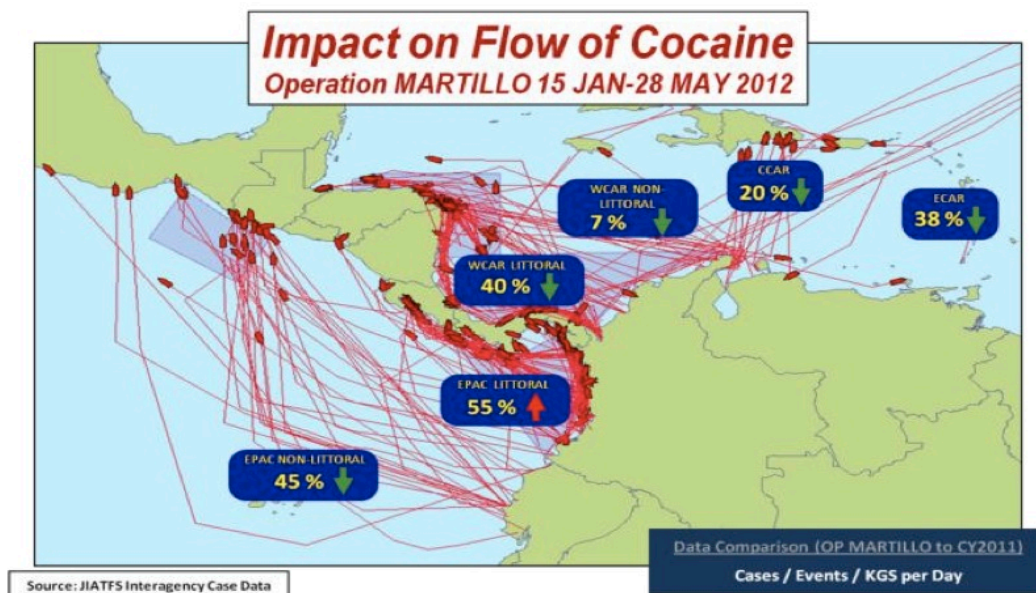 Impact on Flow of Cocaine
Operation MARTILLO 15 JAN-28 MAY 2012
CCAR
20 %
WCAR NON-
LITTORAL
7 %
ECAR
38 %
WCAR LITTORAL
40 %
EPAC LITTORAL
55 %
EPAC NON-LITTORAL
45 %
Data Comparison (OP MARTILLO to CY2011)
Cases / Events / KGS per Day
Source: JIATFS Interagency Case Data